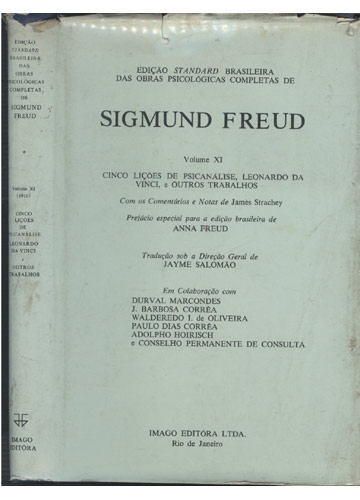 EDIÇÃO
STANDARD
BRASILEIRA
DAS
OBRAS
PSICOLÓGICAS
COMPLETAS
DE
SIGMUND
FREUD
*
Volume XI
(1910)
CINCO
LIÇÕES
DE
PSICANÁLISE
LEONARDO
DA VINCI
e
OUTROS
TRABALHOS
IMAGO
EDITÔRA
EDIÇÃO STANDARD BRASILEIRA
DAS OBRAS PSICOLÓGICAS COMPLETAS DE
SIGMUND FREUD
Volume XI
CINCO LIÇÕES DE PSICANÁLISE, LEONARDO DA
VINCI, e OUTROS TRABALHOS
Com os Comentários e Notas de James Strachey
Prefácio especial para a edição brasileira de
ANNA FREUD
Tradução sob a Direção Geral de
JAYME SALOMÃO
Em Colaboração com
DURVAL MARCONDES
J. BARBOSA CORRÊA
WALDEREDO I. de OLIVEIRA
PAULO DIAS CORRÊA
ADOLPHO HOIRISCH
e CONSELHO PERMANENTE DE CONSULTA
IMAGO EDITÔRA LTDA.
Rio de Janeiro